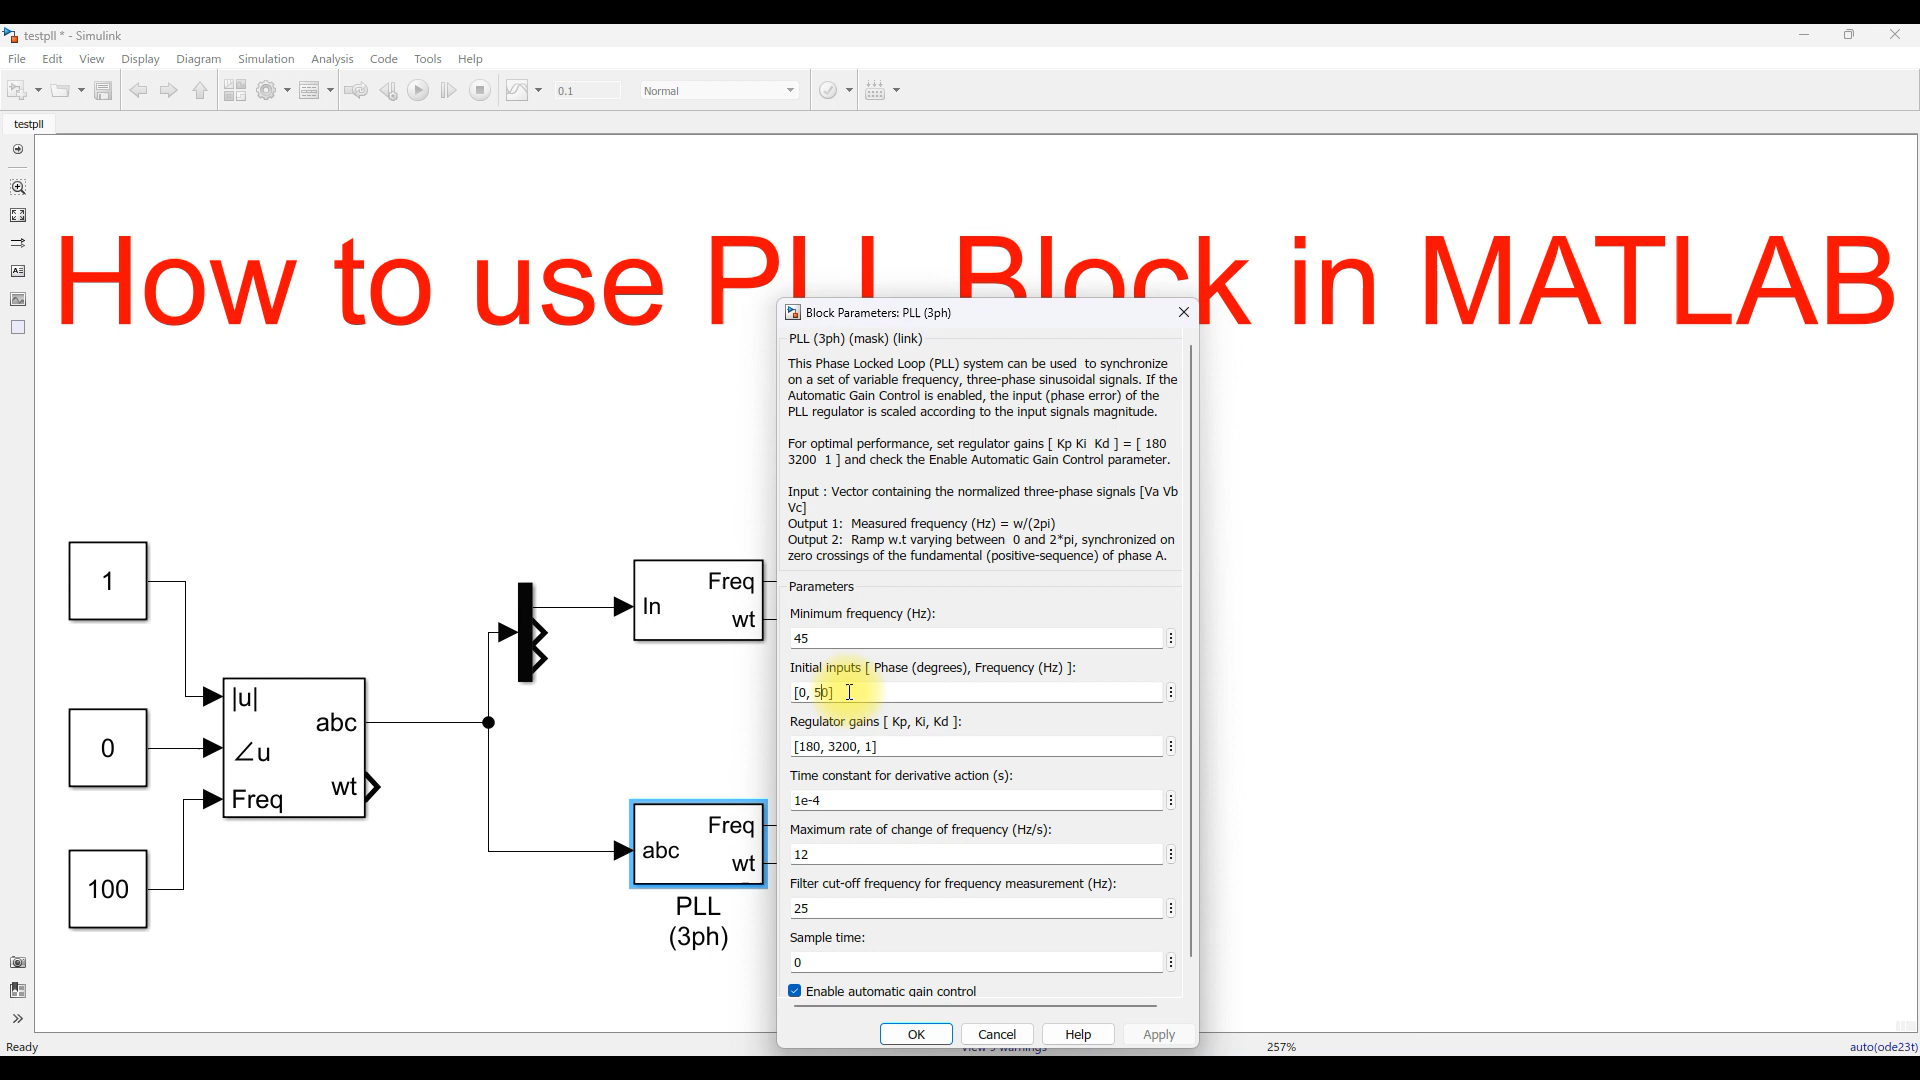 testpll * - Simulink
File Edit View Display Diagram Simulation Analysis Code Tools Help
0.1 Normal
testpll
How to use PLL Block in MATLAB
Block Parameters: PLL (3ph)
PLL (3ph) (mask) (link)
This Phase Locked Loop (PLL) system can be used to synchronize
on a set of variable frequency, three-phase sinusoidal signals. If the
Automatic Gain Control is enabled, the input (phase error) of the
PLL regulator is scaled according to the input signals magnitude.
For optimal performance, set regulator gains [ Kp Ki Kd ] = [ 180
3200 1 ] and check the Enable Automatic Gain Control parameter.
Input : Vector containing the normalized three-phase signals [Va Vb
Vc]
Output 1: Measured frequency (Hz) = w/(2pi)
Output 2: Ramp w.t varying between 0 and 2*pi, synchronized on
zero crossings of the fundamental (positive-sequence) of phase A.
Parameters
Minimum frequency (Hz):
45
Initial inputs [ Phase (degrees), Frequency (Hz) ]:
[0, 50]
Regulator gains [ Kp, Ki, Kd ]:
[180, 3200, 1]
Time constant for derivative action (s):
1e-4
Maximum rate of change of frequency (Hz/s):
12
Filter cut-off frequency for frequency measurement (Hz):
25
Sample time:
0
Enable automatic gain control
OK Cancel Help Apply
1
0
100
|u|
∠u
Freq
abc
wt
In
Freq
wt
abc
Freq
wt
PLL
(3ph)
Ready
257%
auto(ode23t)